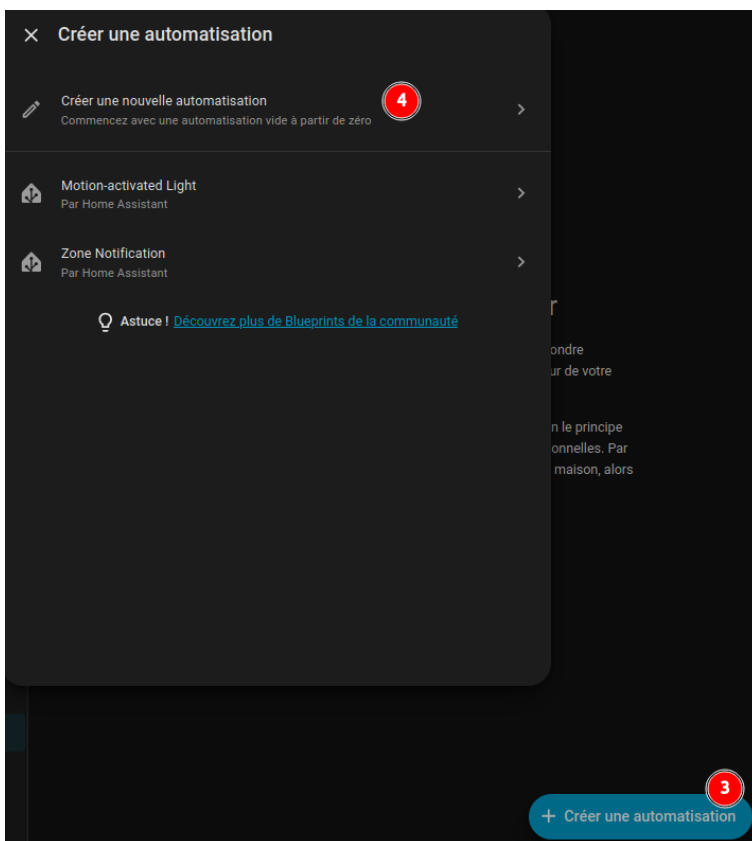 Créer une automatisation
Créer une nouvelle automatisation
4
Commencez avec une automatisation vide à partir de zéro
Motion-activated Light
Par Home Assistant
Zone Notification
Par Home Assistant
Astuce ! Découvrez plus de Blueprints de la communauté
r
ondre
ur de votre
n le principe
onnelles. Par
maison, alors
3
+ Créer une automatisation